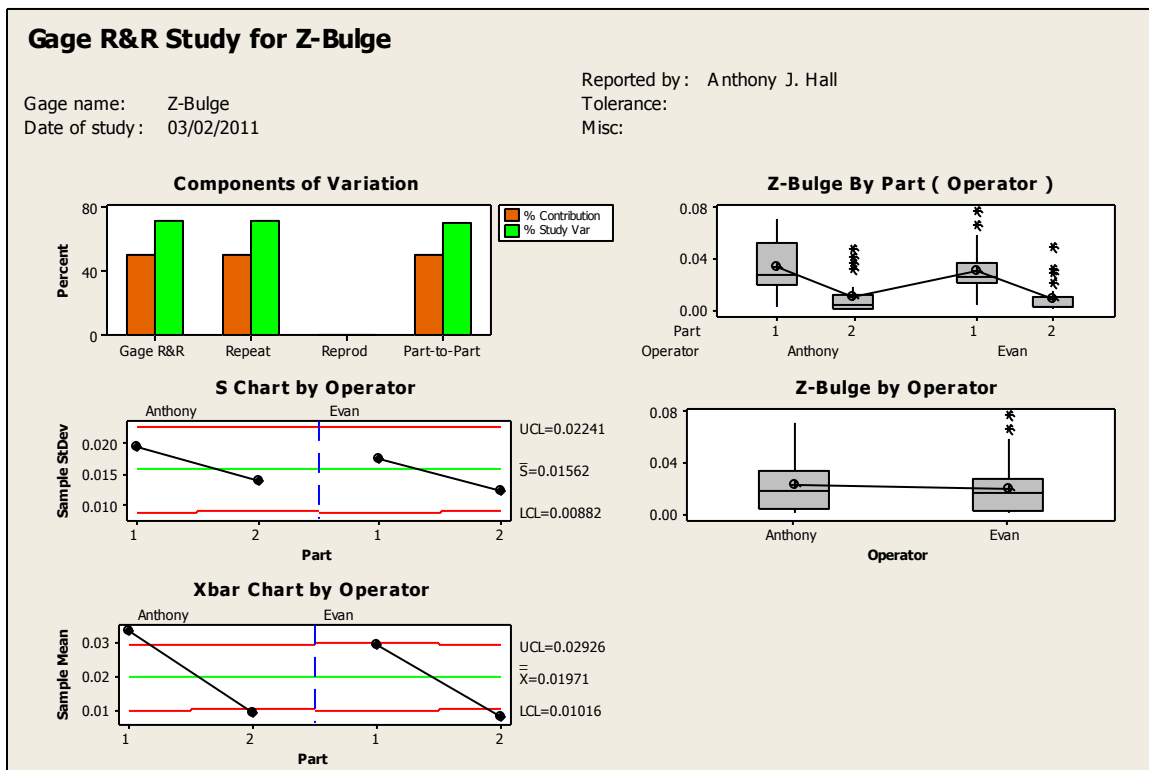 Gage R&R Study for Z-Bulge
Gage name: Z-Bulge
Date of study: 03/02/2011
Reported by: Anthony J. Hall
Tolerance:
Misc:
Components of Variation
80
40
0
Percent
Gage R&R Repeat Reprod Part-to-Part
% Contribution
% Study Var
Z-Bulge By Part ( Operator )
0.08
0.04
0.00
Part 1 2 1 2
Operator Anthony Evan
S Chart by Operator
Anthony Evan
0.020
0.015
0.010
Sample StDev
UCL=0.02241
S=0.01562
LCL=0.00882
1 2 1 2
Part
Z-Bulge by Operator
0.08
0.04
0.00
Anthony Evan
Operator
Xbar Chart by Operator
Anthony Evan
0.03
0.02
0.01
Sample Mean
UCL=0.02926
X=0.01971
LCL=0.01016
1 2 1 2
Part